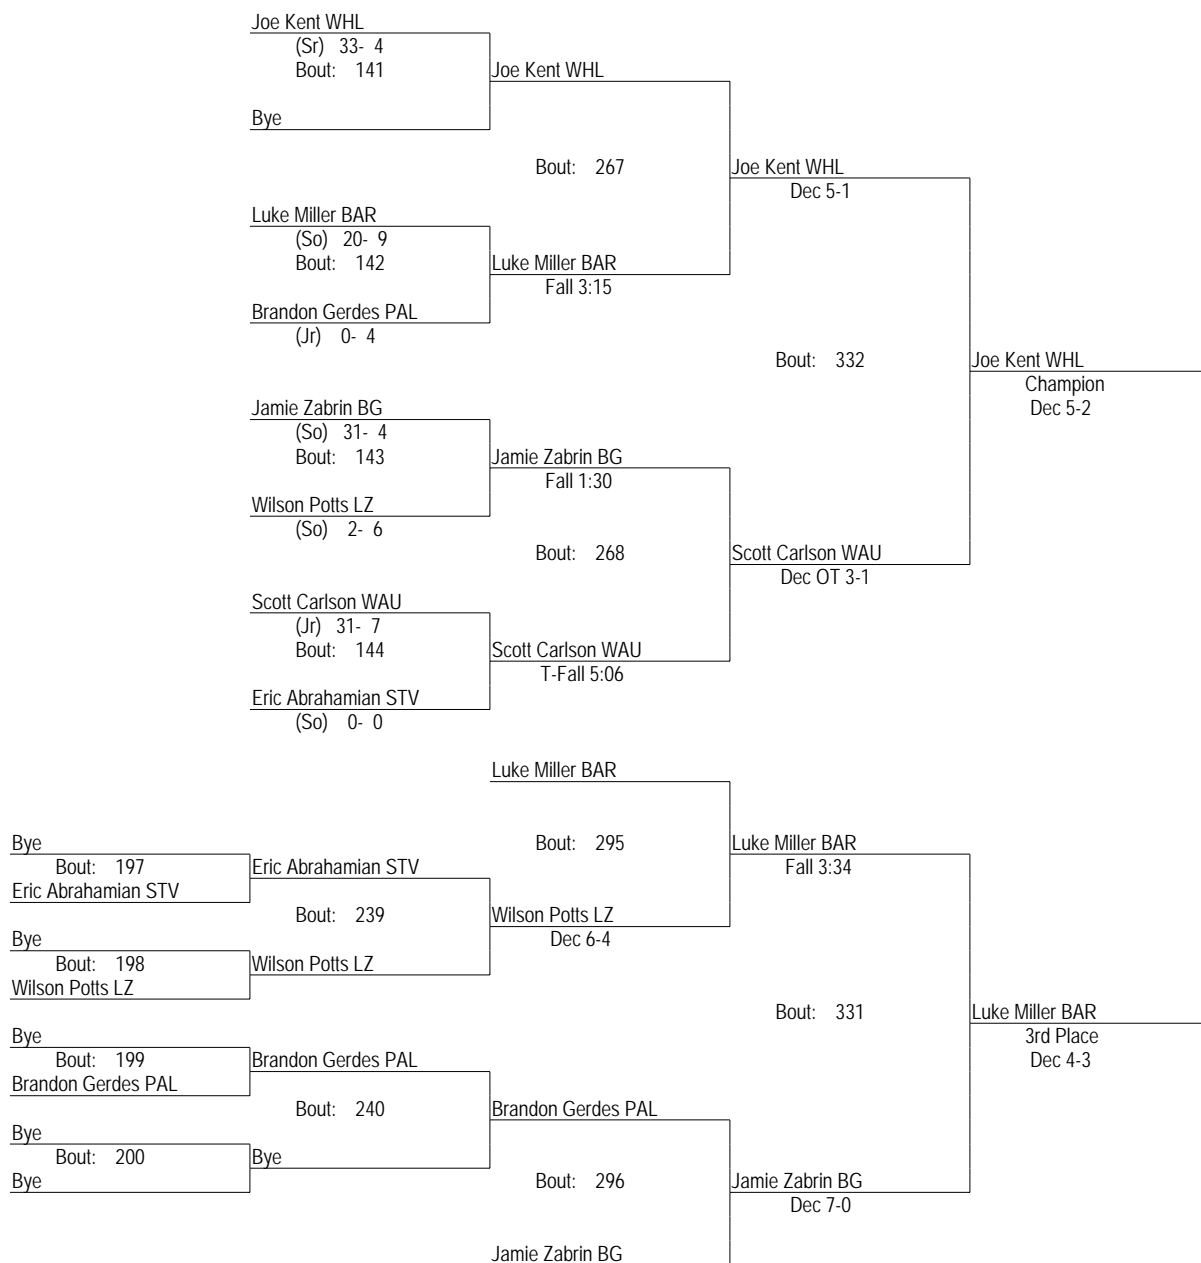 Joe Kent WHL
(Sr) 33- 4
Bout: 141
Joe Kent WHL
Bye
Bout: 267
Joe Kent WHL
Dec 5-1
Luke Miller BAR
(So) 20- 9
Bout: 142
Luke Miller BAR
Fall 3:15
Brandon Gerdes PAL
(Jr) 0- 4
Bout: 332
Joe Kent WHL
Champion
Dec 5-2
Jamie Zabrin BG
(So) 31- 4
Bout: 143
Jamie Zabrin BG
Fall 1:30
Wilson Potts LZ
(So) 2- 6
Bout: 268
Scott Carlson WAU
Dec OT 3-1
Scott Carlson WAU
(Jr) 31- 7
Bout: 144
Scott Carlson WAU
T-Fall 5:06
Eric Abrahamian STV
(So) 0- 0
Luke Miller BAR
Bye
Bout: 295
Luke Miller BAR
Fall 3:34
Bout: 197
Eric Abrahamian STV
Eric Abrahamian STV
Bout: 239
Wilson Potts LZ
Dec 6-4
Bye
Bout: 198
Wilson Potts LZ
Wilson Potts LZ
Bout: 331
Luke Miller BAR
3rd Place
Dec 4-3
Bye
Bout: 199
Brandon Gerdes PAL
Brandon Gerdes PAL
Bout: 240
Brandon Gerdes PAL
Bye
Bout: 200
Bye
Bye
Bout: 296
Jamie Zabrin BG
Dec 7-0
Jamie Zabrin BG